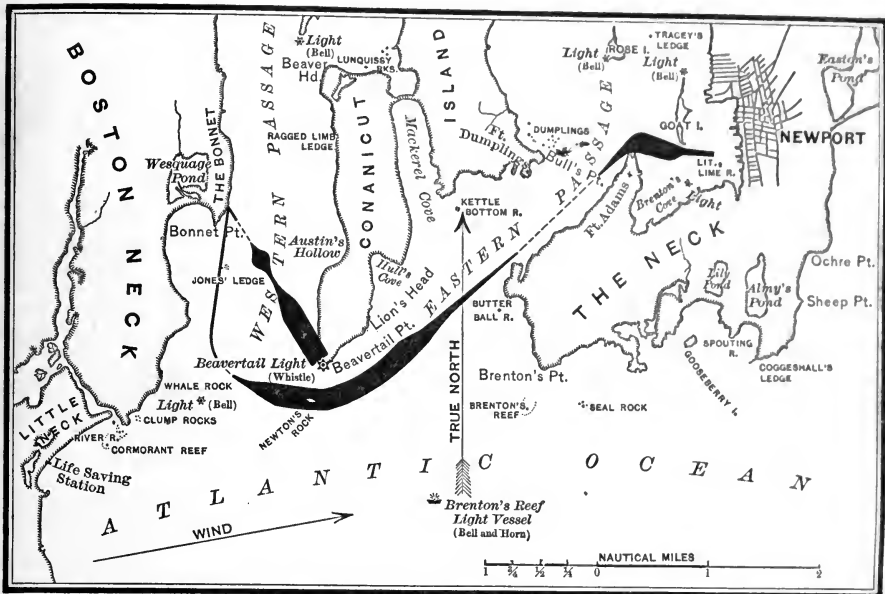 BOSTON NECK
WESTERN PASSAGE
Light
(Bell)
Beaver
Hd.
LUNQUISSY
RKS.
ISLAND
EASTERN PASSAGE
Light
(Bell)
ROSE I.
TRACEY'S
LEDGE
Light
(Bell)
Easton's
Pond
THE BONNET
Wesquage
Pond
RAGGED LIMB
LEDGE
CONANICUT
Mackerel Cove
Ft.
Dumplings
DUMPLINGS
Bull's Pt.
GOAT I.
NEWPORT
LIT.
LIME R.
Bonnet Pt.
Austin's
Hollow
KETTLE
BOTTOM R.
Ft. Adams
Brenton's
Cove
Light
JONES' LEDGE
Hull's
Cove
Lion's Head
THE NECK
Lily
Pond
Almy's
Pond
Ochre Pt.
Sheep Pt.
BUTTER
BALL R.
Beavertail Light
(Whistle)
Beavertail Pt.
SPOUTING
R.
COGGESHALL'S
LEDGE
GOOSEBERRY I.
Brenton's Pt.
WHALE ROCK
Light
(Bell)
CLUMP ROCKS
NEWTON'S
ROCK
TRUE NORTH
BRENTON'S
REEF
SEAL ROCK
LITTLE
NECK
RIVER R.
CORMORANT REEF
Life Saving
Station
ATLANTIC OCEAN
WIND
Brenton's Reef
Light Vessel
(Bell and Horn)
NAUTICAL MILES
1 ¾ ½ ¼ 0 1 2